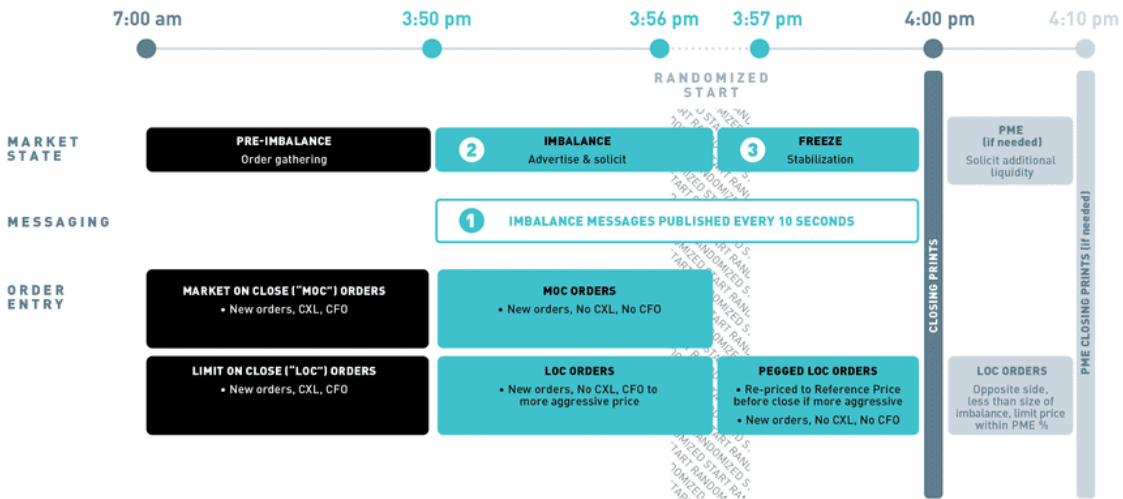 7:00 am
3:50 pm
3:56 pm
3:57 pm
4:00 pm
4:10 pm
RANDOMIZED
START
MARKET
STATE
PRE-IMBALANCE
Order gathering
2
IMBALANCE
Advertise & solicit
3
FREEZE
Stabilization
PME
(if needed)
Solicit additional
liquidity
MESSAGING
1
IMBALANCE MESSAGES PUBLISHED EVERY 10 SECONDS
ORDER
ENTRY
MARKET ON CLOSE (“MOC”) ORDERS
• New orders, CXL, CFO
MOC ORDERS
• New orders, No CXL, No CFO
LIMIT ON CLOSE (“LOC”) ORDERS
• New orders, CXL, CFO
LOC ORDERS
• New orders, No CXL, CFO to
more aggressive price
PEGGED LOC ORDERS
• Re-priced to Reference Price
before close if more aggressive
• New orders, No CXL, No CFO
LOC ORDERS
Opposite side,
less than size of
imbalance, limit price
within PME %
CLOSING PRINTS
PME CLOSING PRINTS (if needed)